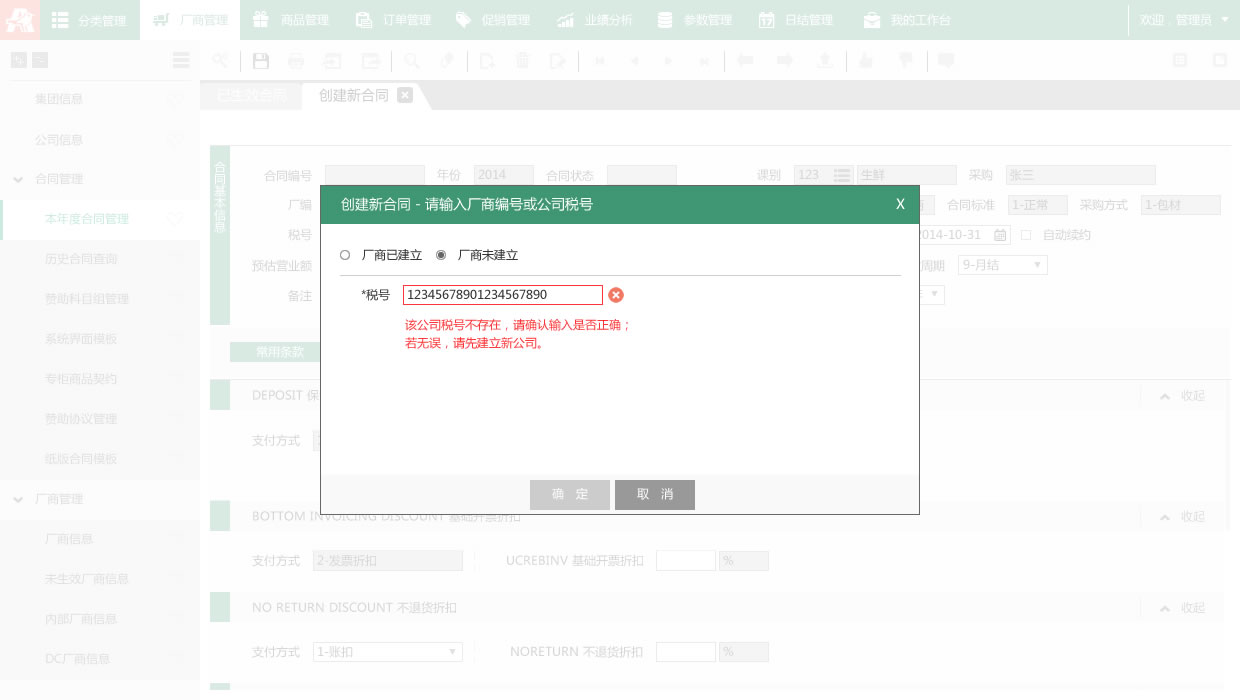 分类管理 厂商管理 商品管理 订单管理 促销管理 业绩分析 参数管理 日结管理 我的工作台 欢迎，管理员
集团信息
公司信息
合同管理
本年度合同管理
历史合同查询
赞助科目组管理
系统界面模板
专柜商品契约
赞助协议管理
纸版合同模板
厂商管理
厂商信息
未生效厂商信息
内部厂商信息
DC厂商信息
已生效合同 创建新合同
合同基本信息
合同编号 年份 2014 合同状态 课别 123 生鲜 采购 张三
厂编 合同标准 1-正常 采购方式 1-包材
税号 2014-10-31 自动续约
预估营业额 周期 9-月结
备注
创建新合同 - 请输入厂商编号或公司税号 X
厂商已建立 厂商未建立
*税号 12345678901234567890
该公司税号不存在，请确认输入是否正确；
若无误，请先建立新公司。
确 定 取 消
常用条款
DEPOSIT 保 收起
支付方式
BOTTOM INVOICING DISCOUNT 基础开票折扣 收起
支付方式 2-发票折扣 UCREBINV 基础开票折扣 %
NO RETURN DISCOUNT 不退货折扣 收起
支付方式 1-账扣 NORETURN 不退货折扣 %